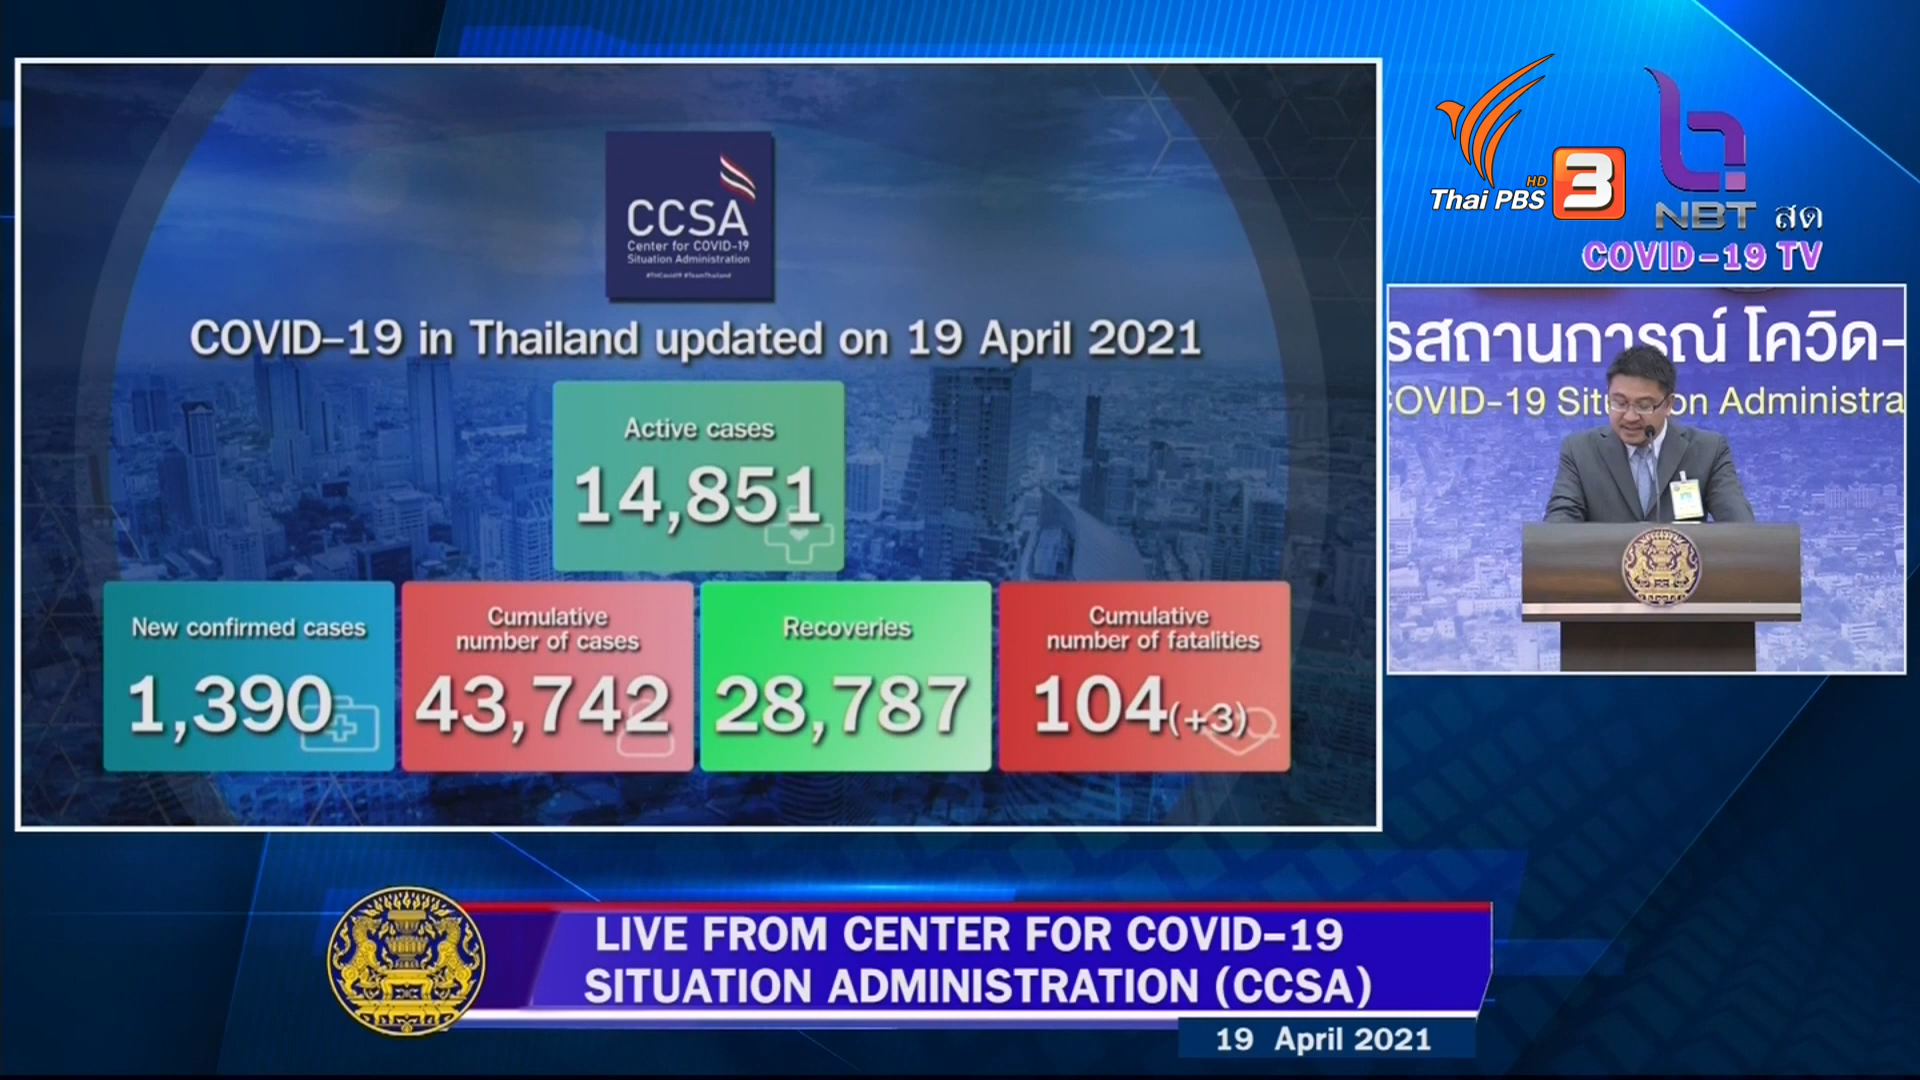 CCSA
Center for COVID-19
Situation Administration
#THCovid19 #TeamThailand
COVID-19 in Thailand updated on 19 April 2021
Active cases
14,851
New confirmed cases
1,390
Cumulative
number of cases
43,742
Recoveries
28,787
Cumulative
number of fatalities
104(+3)
Thai PBS HD 3
NBT สด
COVID-19 TV
รสถานการณ์ โควิด-
OVID-19 Situ on Administra
LIVE FROM CENTER FOR COVID-19
SITUATION ADMINISTRATION (CCSA)
19 April 2021